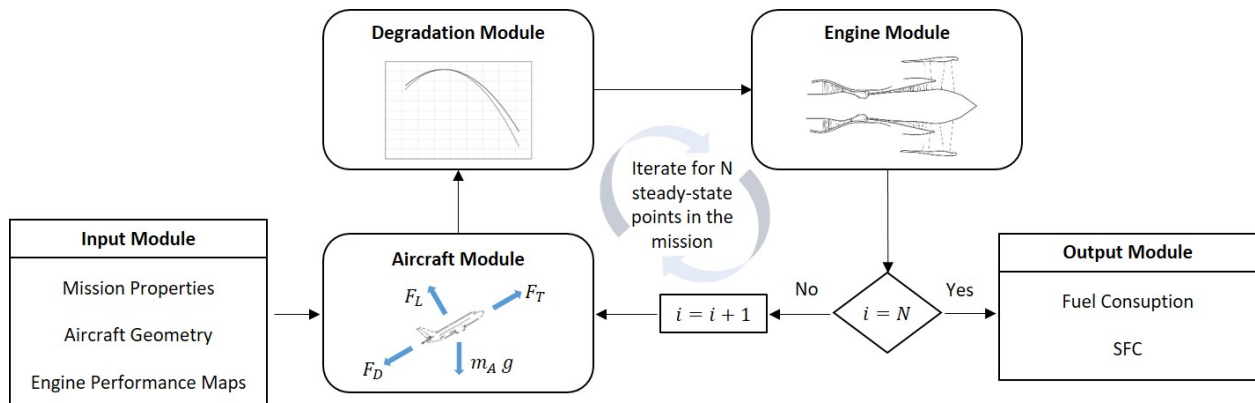 Degradation Module
Engine Module
Iterate for N
steady-state
points in the
mission
Input Module
Mission Properties
Aircraft Geometry
Engine Performance Maps
Aircraft Module
F_L
F_T
F_D
m_A g
i = i + 1
No
i = N
Yes
Output Module
Fuel Consuption
SFC